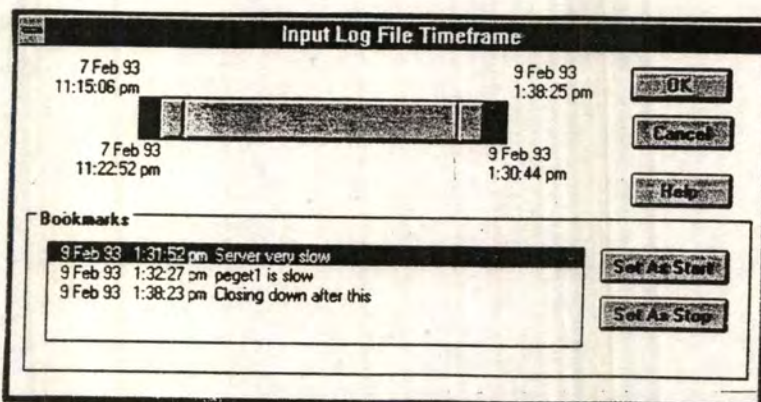 Input Log File Timeframe
7 Feb 93
11:15:06 pm
9 Feb 93
1:38:25 pm
OK
Cancel
7 Feb 93
11:22:52 pm
9 Feb 93
1:30:44 pm
Help
Bookmarks
9 Feb 93 1:31:52 pm Server very slow
9 Feb 93 1:32:27 pm peget1 is slow
9 Feb 93 1:38:23 pm Closing down after this
Set As Start
Set As Stop